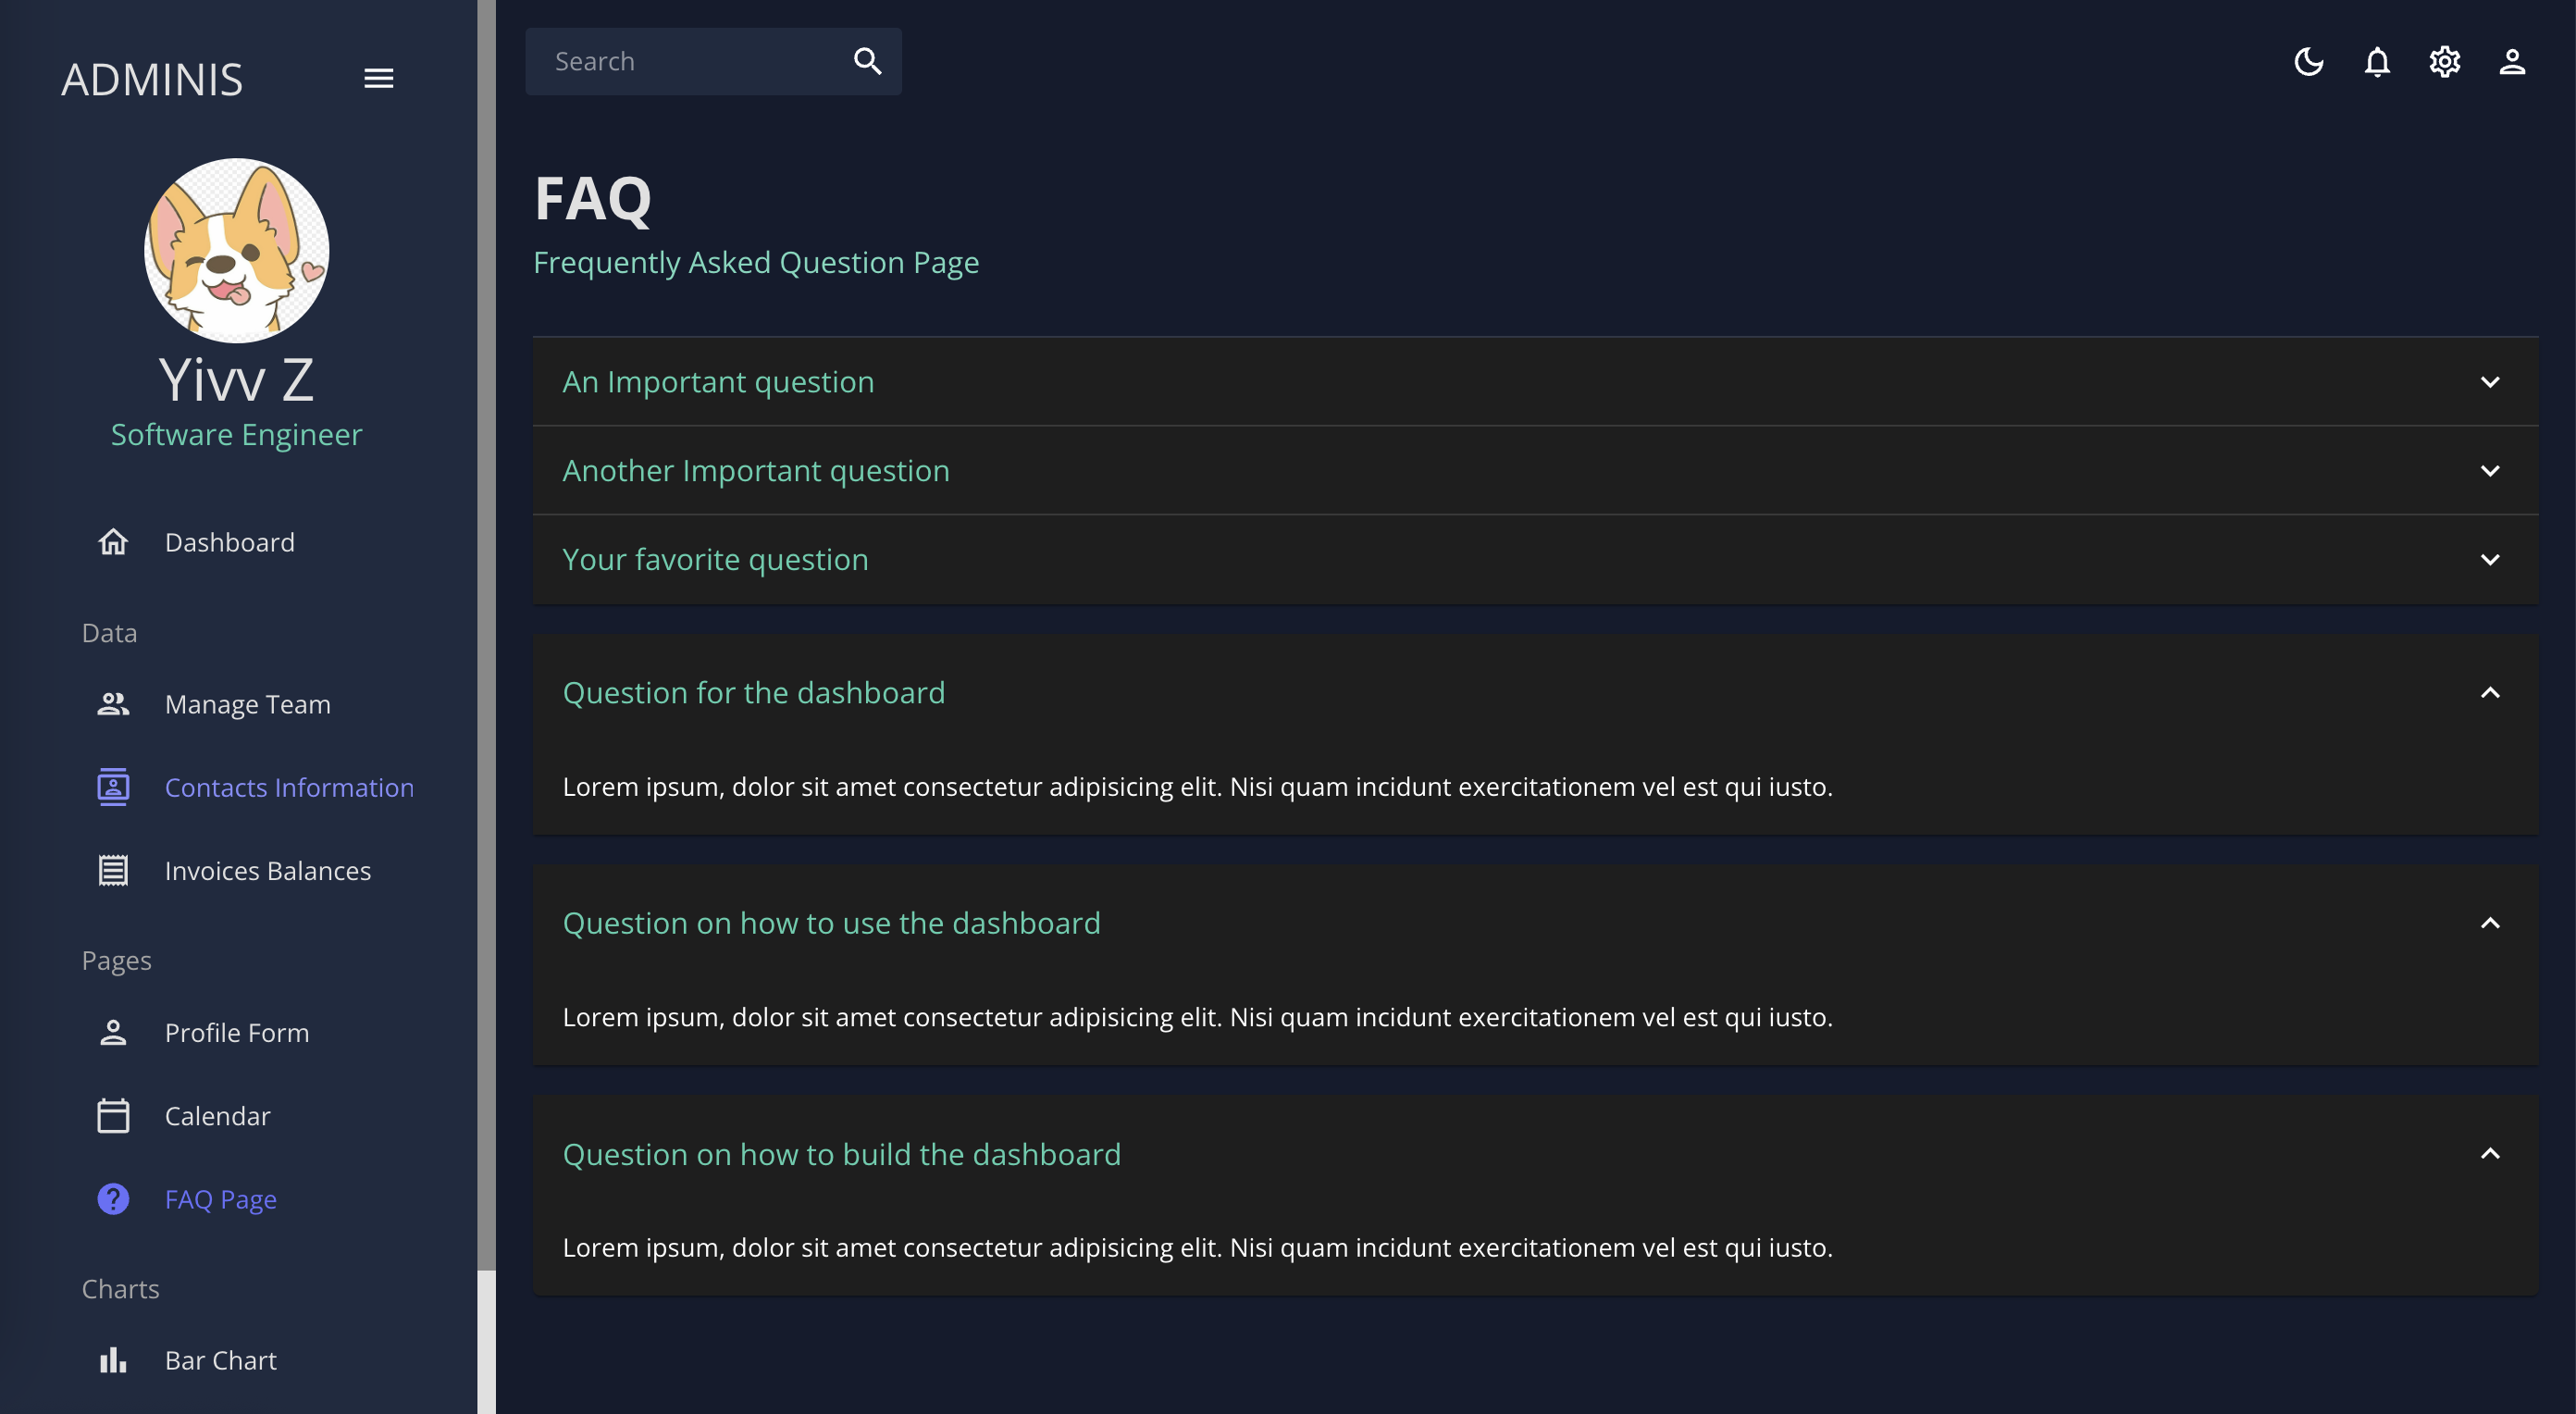 ADMINIS
Yivv Z
Software Engineer
Dashboard
Data
Manage Team
Contacts Information
Invoices Balances
Pages
Profile Form
Calendar
FAQ Page
Charts
Bar Chart
Search
FAQ
Frequently Asked Question Page
An Important question
Another Important question
Your favorite question
Question for the dashboard
Lorem ipsum, dolor sit amet consectetur adipisicing elit. Nisi quam incidunt exercitationem vel est qui iusto.
Question on how to use the dashboard
Lorem ipsum, dolor sit amet consectetur adipisicing elit. Nisi quam incidunt exercitationem vel est qui iusto.
Question on how to build the dashboard
Lorem ipsum, dolor sit amet consectetur adipisicing elit. Nisi quam incidunt exercitationem vel est qui iusto.